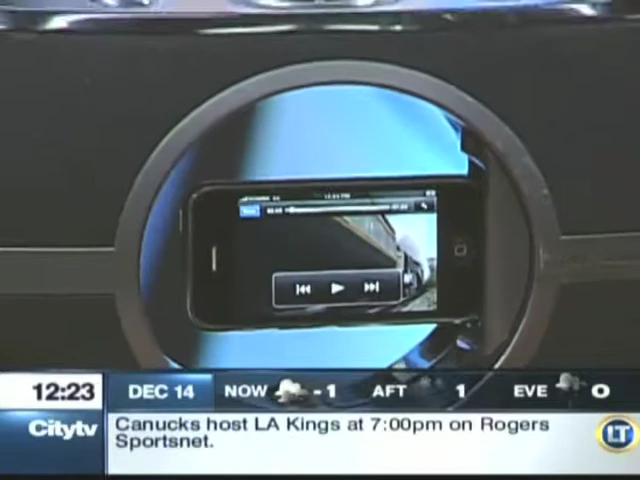 12:23
DEC 14
NOW -1
AFT 1
EVE 0
Citytv
Canucks host LA Kings at 7:00pm on Rogers
Sportsnet.
LT